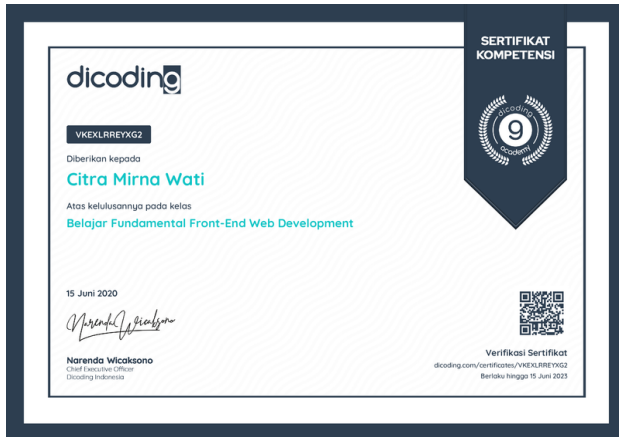 SERTIFIKAT
KOMPETENSI
dicoding
dicoding
academy
VKEXLRREYXG2
Diberikan kepada
Citra Mirna Wati
Atas kelulusannya pada kelas
Belajar Fundamental Front-End Web Development
15 Juni 2020
Narenda Wicaksono
Narenda Wicaksono
Chief Executive Officer
Dicoding Indonesia
Verifikasi Sertifikat
dicoding.com/certificates/VKEXLRREYXG2
Berlaku hingga 15 Juni 2023